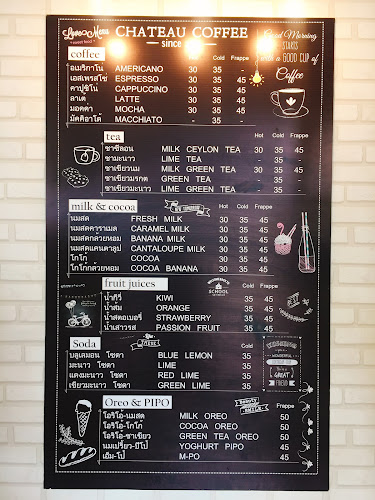 Love Menu
CHATEAU COFFEE
since
Good Morning
STARTS
with a GOOD CUP of
Coffee
coffee
Cold Frappe
อเมริกาโน่ AMERICANO 30 35
เอสเพรสโซ่ ESPRESSO 30 35 45
คาปูชิโน่ CAPPUCCINO 30 35 45
ลาเต้ LATTE 30 35 45
มอคค่า MOCHA 30 35 45
มัคคิอาโต้ MACCHIATO - 35 -
tea
Hot Cold Frappe
ชาซีลอน MILK CEYLON TEA 30 35 45
ชามะนาว LIME TEA - 35 -
ชาเขียวนม MILK GREEN TEA 30 35 45
ชาเขียวมรกต GREEN TEA - 35 -
ชาเขียวมะนาว LIME GREEN TEA - 35 -
milk & cocoa
Hot Cold Frappe
นมสด FRESH MILK 30 35 45
นมสดคาราเมล CARAMEL MILK 30 35 45
นมสดกล้วยหอม BANANA MILK 30 35 45
นมสดแคนตาลูป CANTALOUPE MILK 30 35 45
โกโก้ COCOA 30 35 45
โกโก้กล้วยหอม COCOA BANANA 30 35 45
fruit juices
SCHOOL
Cold Frappe
น้ำกีวี่ KIWI 35 45
น้ำส้ม ORANGE 35 45
น้ำสตอเบอรี่ STRAWBERRY 35 45
น้ำเสาวรส PASSION FRUIT 35 45
Soda
Cold Frappe
บลูเลมอน โซดา BLUE LEMON 35 45
มะนาว โซดา LIME 35 45
แดงมะนาว โซดา RED LIME 35 45
เขียวมะนาว โซดา GREEN LIME 35 45
WONDERFUL
GREAT
FRIEND
Oreo & PIPO
Frappe
โอริโอ้-นมสด MILK OREO 50
โอริโอ้-โกโก้ COCOA OREO 50
โอริโอ้-ชาเขียว GREEN TEA OREO 50
นมเปรี้ยว-ปีโป้ YOGHURT PIPO 45
เอ็ม-โป้ M-PO 45